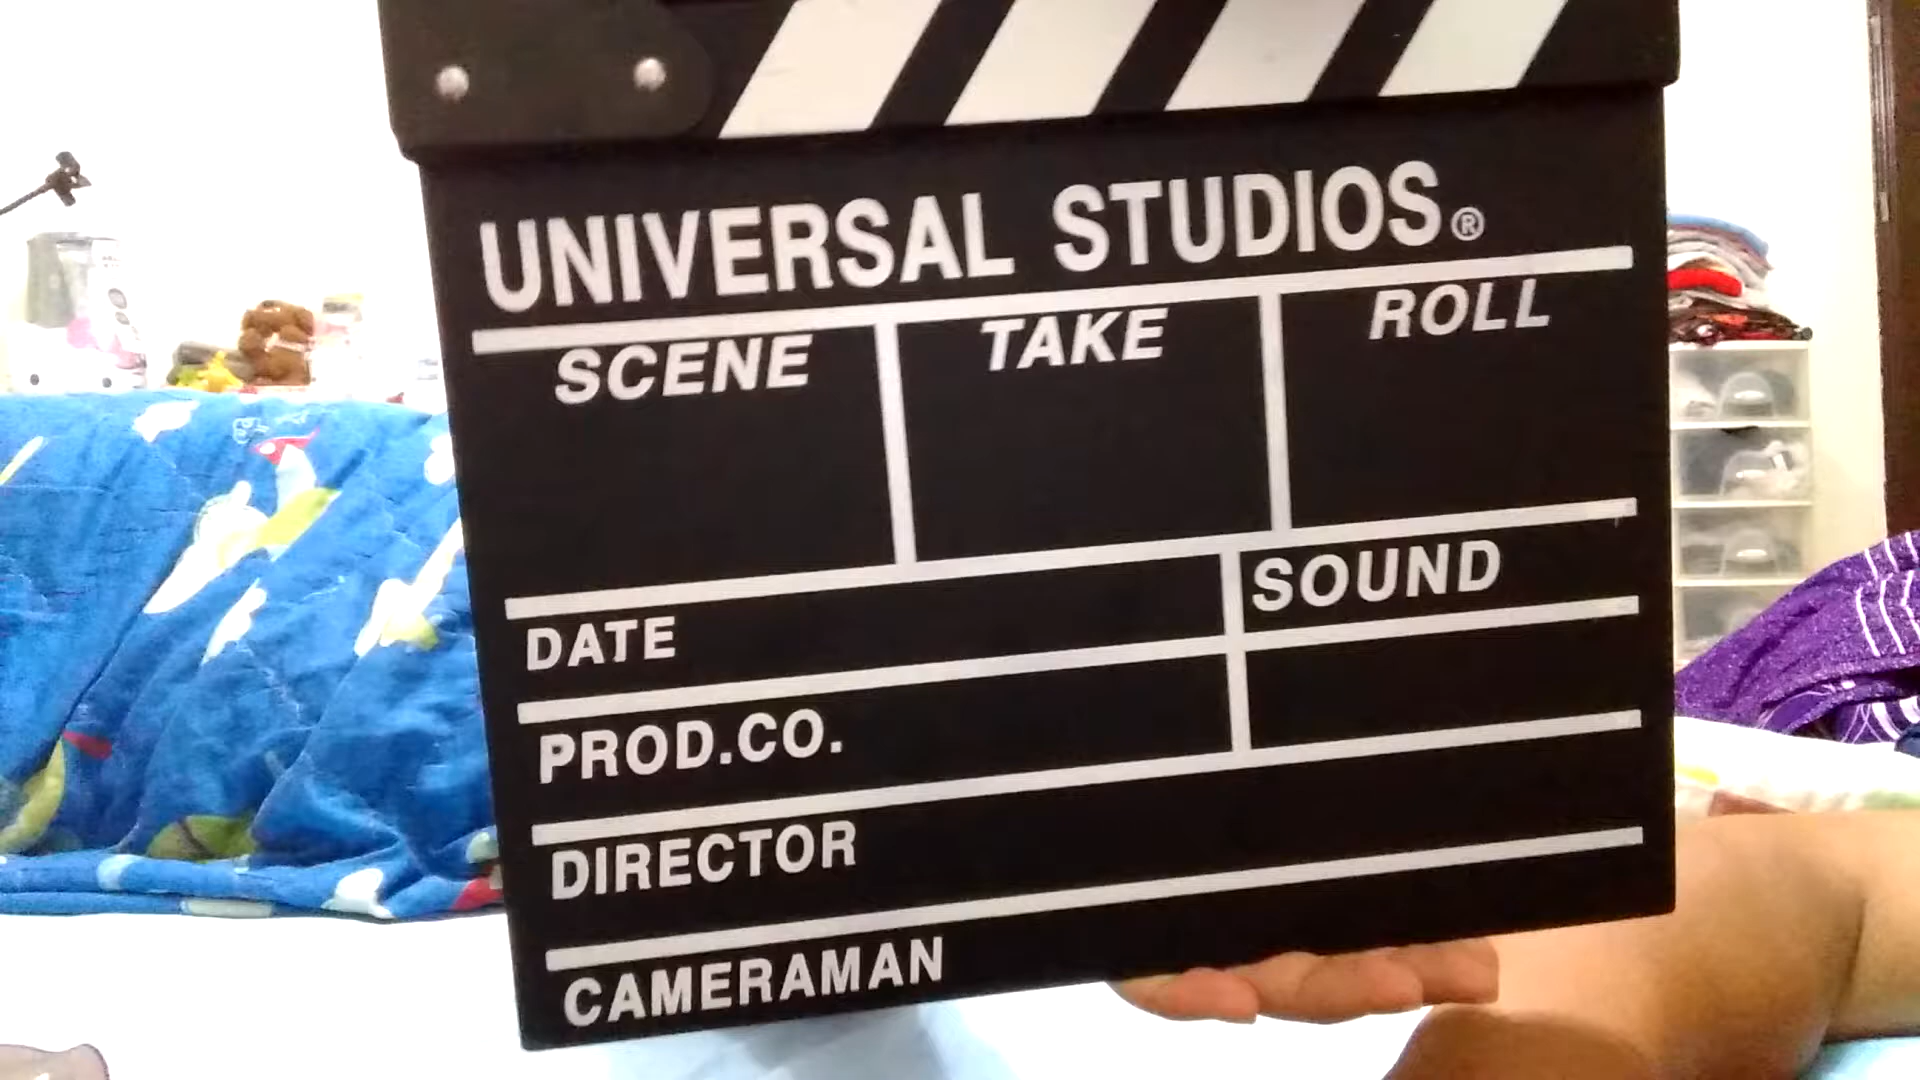 UNIVERSAL STUDIOS®
SCENE TAKE ROLL
DATE SOUND
PROD.CO.
DIRECTOR
CAMERAMAN